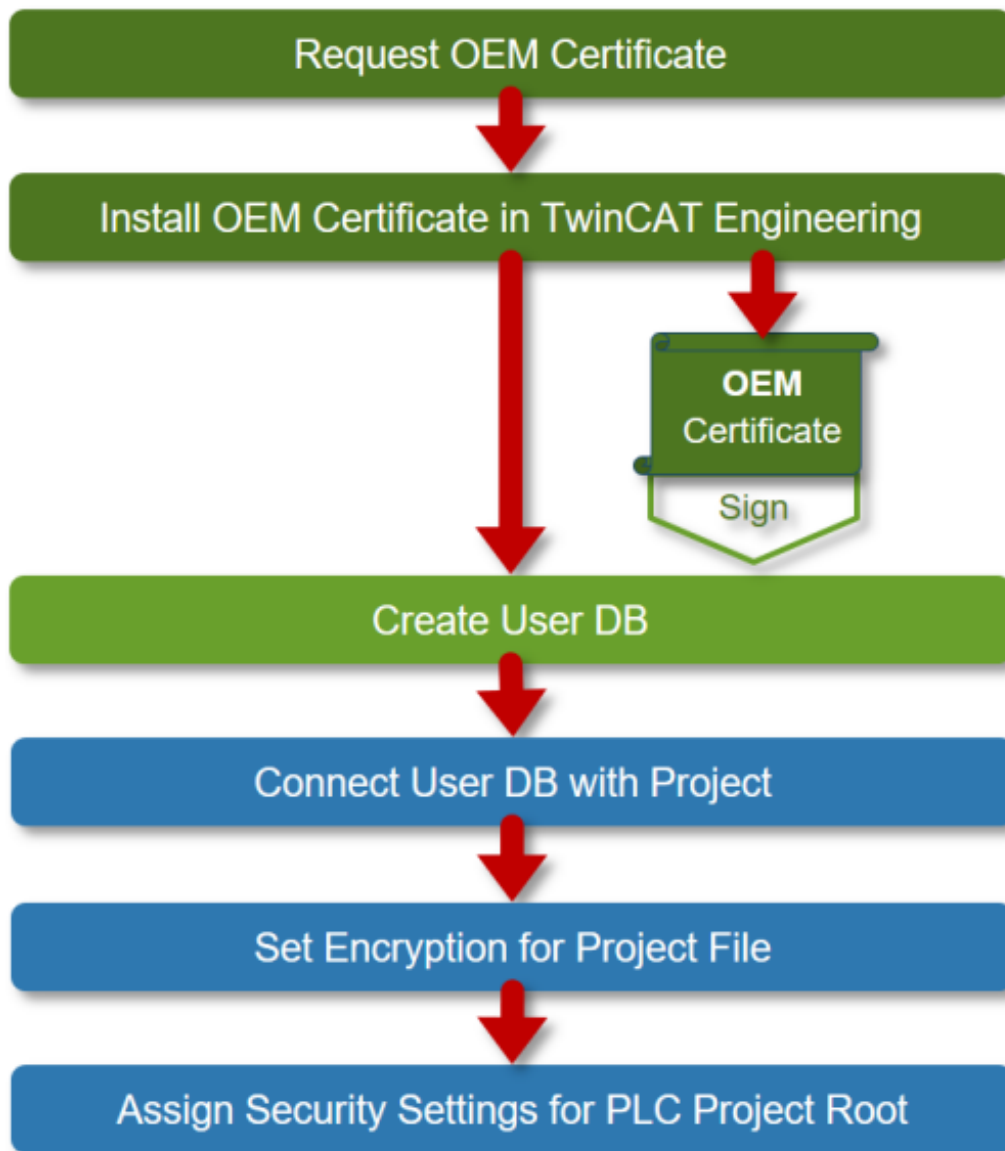 Request OEM Certificate
Install OEM Certificate in TwinCAT Engineering
OEM
Certificate
Sign
Create User DB
Connect User DB with Project
Set Encryption for Project File
Assign Security Settings for PLC Project Root